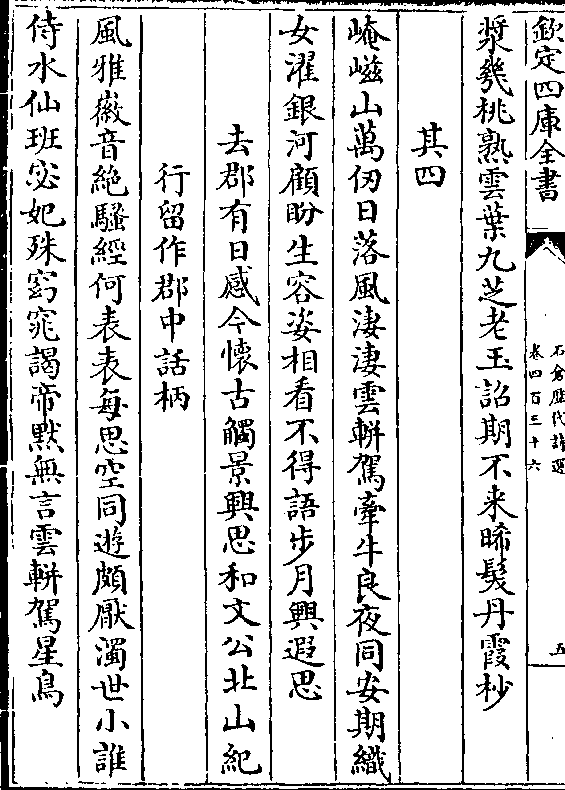 欽定四庫全書
石倉歷代詩選
卷四百三十六
五
漿幾桃熟雲葉九芝老玉詔期不来晞髮丹霞杪
其四
崦嵫山萬仞日落風淒淒雲輧駕牽牛良夜同安期織
女濯銀河顧盼生容姿相看不得語步月興遐思
去郡有日感今懷古觸景興思和文公北山紀
行留作郡中話柄
風雅徽音絶騷經何表表每思空同遊頗厭濁世小誰
侍水仙班宓妃殊窈窕謁帝黙無言雲輧駕星鳥